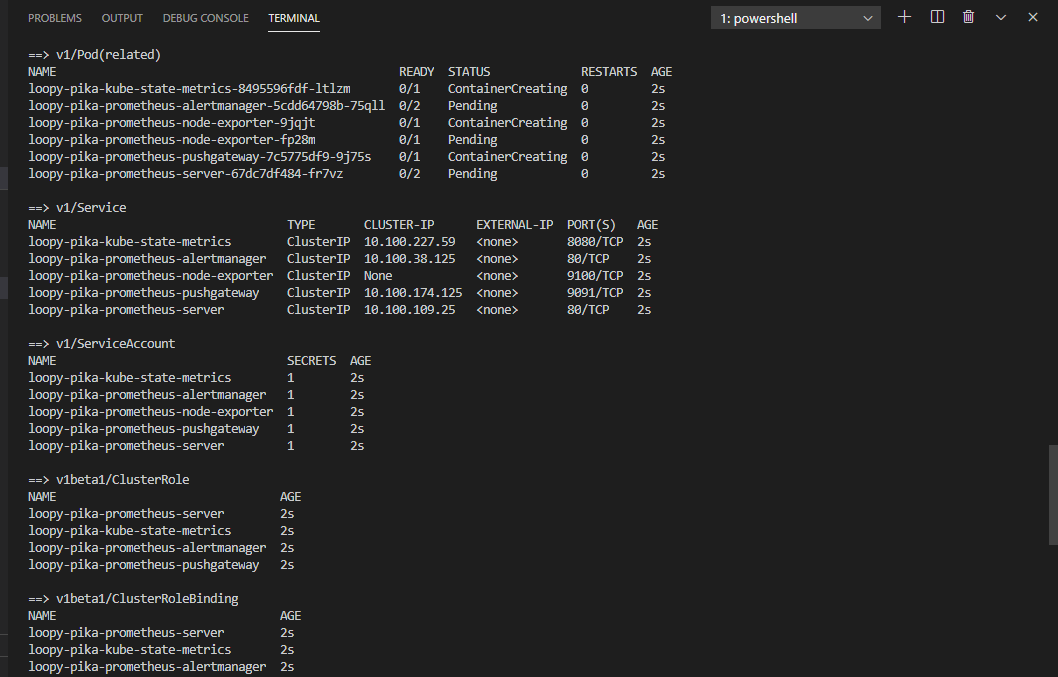 PROBLEMS OUTPUT DEBUG CONSOLE TERMINAL 1: powershell
==> v1/Pod(related)
NAME READY STATUS RESTARTS AGE
loopy-pika-kube-state-metrics-8495596fdf-ltlzm 0/1 ContainerCreating 0 2s
loopy-pika-prometheus-alertmanager-5cdd64798b-75qll 0/2 Pending 0 2s
loopy-pika-prometheus-node-exporter-9jqjt 0/1 ContainerCreating 0 2s
loopy-pika-prometheus-node-exporter-fp28m 0/1 Pending 0 2s
loopy-pika-prometheus-pushgateway-7c5775df9-9j75s 0/1 ContainerCreating 0 2s
loopy-pika-prometheus-server-67dc7df484-fr7vz 0/2 Pending 0 2s
==> v1/Service
NAME TYPE CLUSTER-IP EXTERNAL-IP PORT(S) AGE
loopy-pika-kube-state-metrics ClusterIP 10.100.227.59 <none> 8080/TCP 2s
loopy-pika-prometheus-alertmanager ClusterIP 10.100.38.125 <none> 80/TCP 2s
loopy-pika-prometheus-node-exporter ClusterIP None <none> 9100/TCP 2s
loopy-pika-prometheus-pushgateway ClusterIP 10.100.174.125 <none> 9091/TCP 2s
loopy-pika-prometheus-server ClusterIP 10.100.109.25 <none> 80/TCP 2s
==> v1/ServiceAccount
NAME SECRETS AGE
loopy-pika-kube-state-metrics 1 2s
loopy-pika-prometheus-alertmanager 1 2s
loopy-pika-prometheus-node-exporter 1 2s
loopy-pika-prometheus-pushgateway 1 2s
loopy-pika-prometheus-server 1 2s
==> v1beta1/ClusterRole
NAME AGE
loopy-pika-prometheus-server 2s
loopy-pika-kube-state-metrics 2s
loopy-pika-prometheus-alertmanager 2s
loopy-pika-prometheus-pushgateway 2s
==> v1beta1/ClusterRoleBinding
NAME AGE
loopy-pika-prometheus-server 2s
loopy-pika-kube-state-metrics 2s
loopy-pika-prometheus-alertmanager 2s